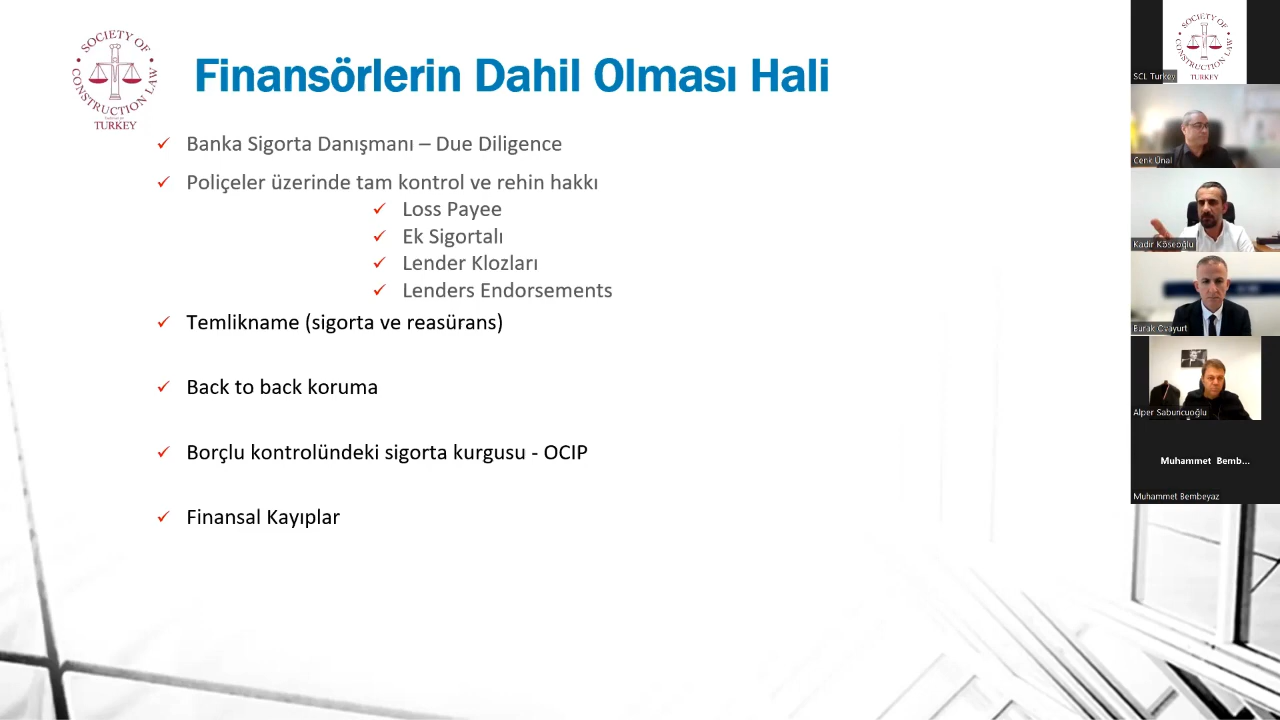 SOCIETY OF
CONSTRUCTION LAW
TURKEY
Finansörlerin Dahil Olması Hali
Banka Sigorta Danışmanı – Due Diligence
Poliçeler üzerinde tam kontrol ve rehin hakkı
Loss Payee
Ek Sigortalı
Lender Klozları
Lenders Endorsements
Temlikname (sigorta ve reasürans)
Back to back koruma
Borçlu kontrolündeki sigorta kurgusu - OCIP
Finansal Kayıplar
SOCIETY OF
CONSTRUCTION LAW
TURKEY
SCL Turkey
Cenk Ünal
Kadir Köseoğlu
Burak Ovayurt
Alper Sabuncuoğlu
Muhammet Bemb...
Muhammet Bembeyaz